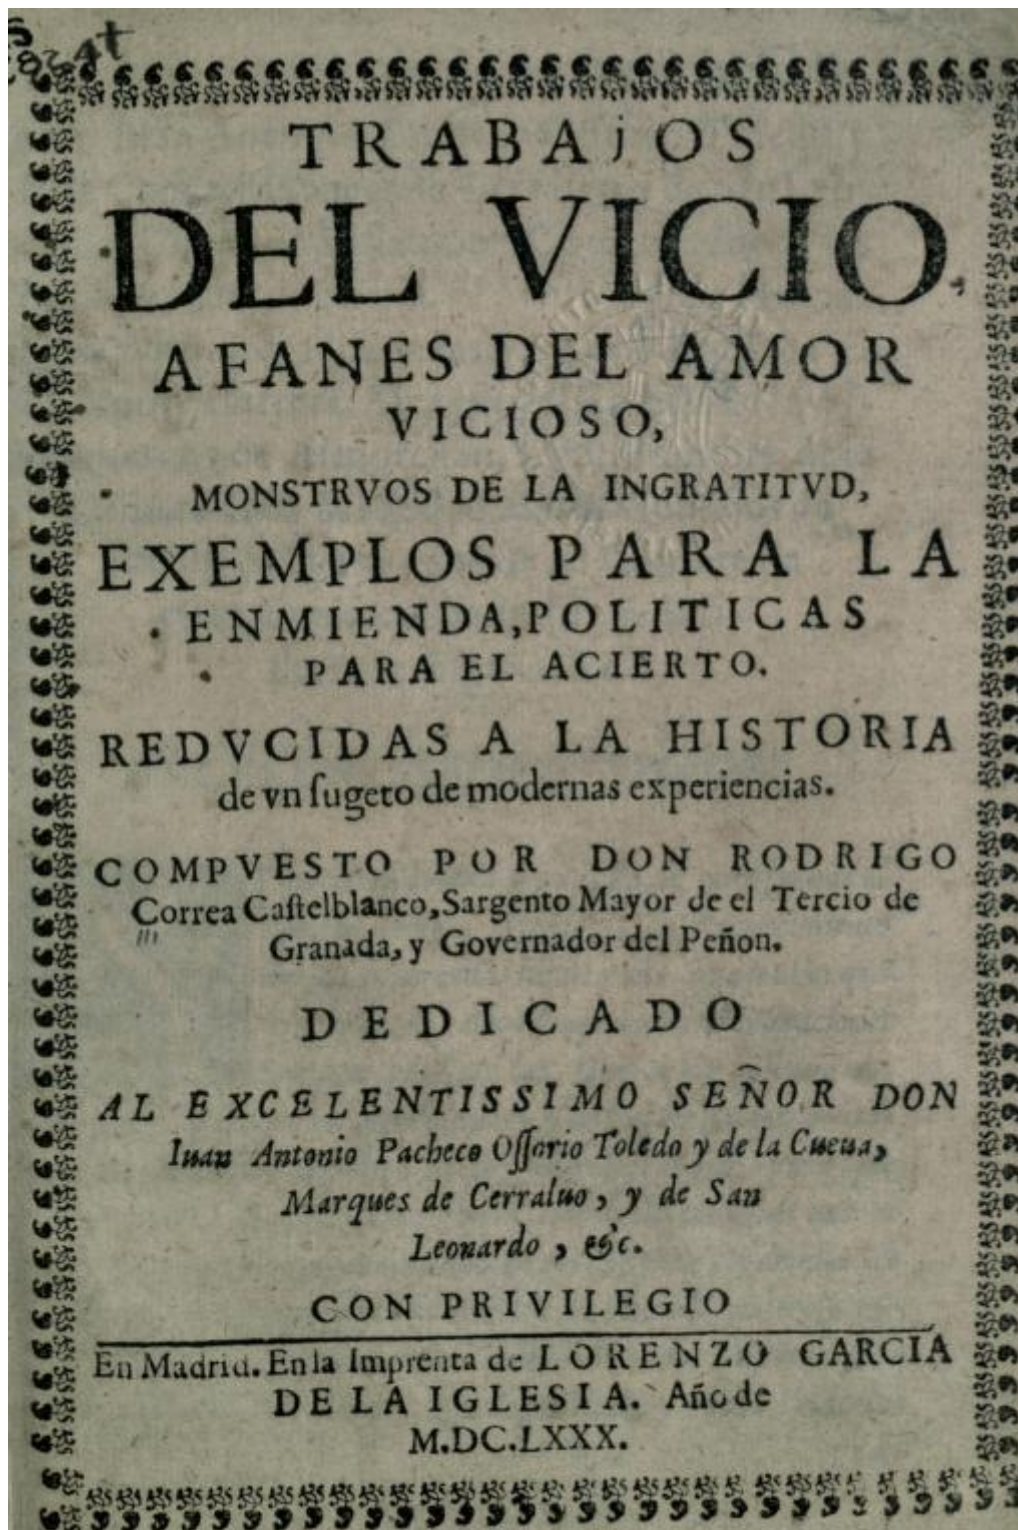 TRABAjOS
DEL VICIO,
AFANES DEL AMOR
VICIOSO,
MONSTRVOS DE LA INGRATITVD,
EXEMPLOS PARA LA
ENMIENDA, POLITICAS
PARA EL ACIERTO.
REDVCIDAS A LA HISTORIA
de vn ſugeto de modernas experiencias.
COMPVESTO POR DON RODRIGO
Correa Caſtelblanco, Sargento Mayor de el Tercio de
Granada, y Governador del Peñon.
DEDICADO
AL EXCELENTISSIMO SEÑOR DON
Iuan Antonio Pacheco Oſſorio Toledo y de la Cueua,
Marques de Cerraluo, y de San
Leonardo, &c.
CON PRIVILEGIO
En Madrid. En la Imprenta de LORENZO GARCIA
DE LA IGLESIA. Año de
M.DC.LXXX.